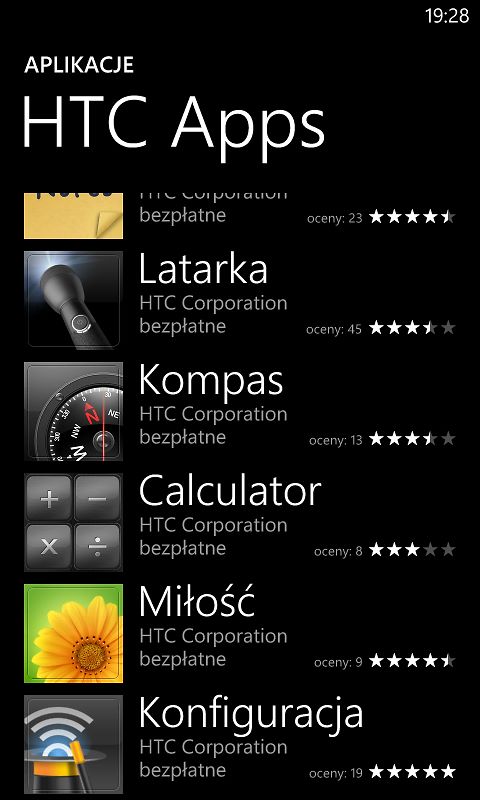 19:28
APLIKACJE
HTC Apps
HTC Corporation
bezpłatne
oceny: 23
Latarka
HTC Corporation
bezpłatne
oceny: 45
Kompas
HTC Corporation
bezpłatne
oceny: 13
Calculator
HTC Corporation
bezpłatne
oceny: 8
Miłość
HTC Corporation
bezpłatne
oceny: 9
Konfiguracja
HTC Corporation
bezpłatne
oceny: 19